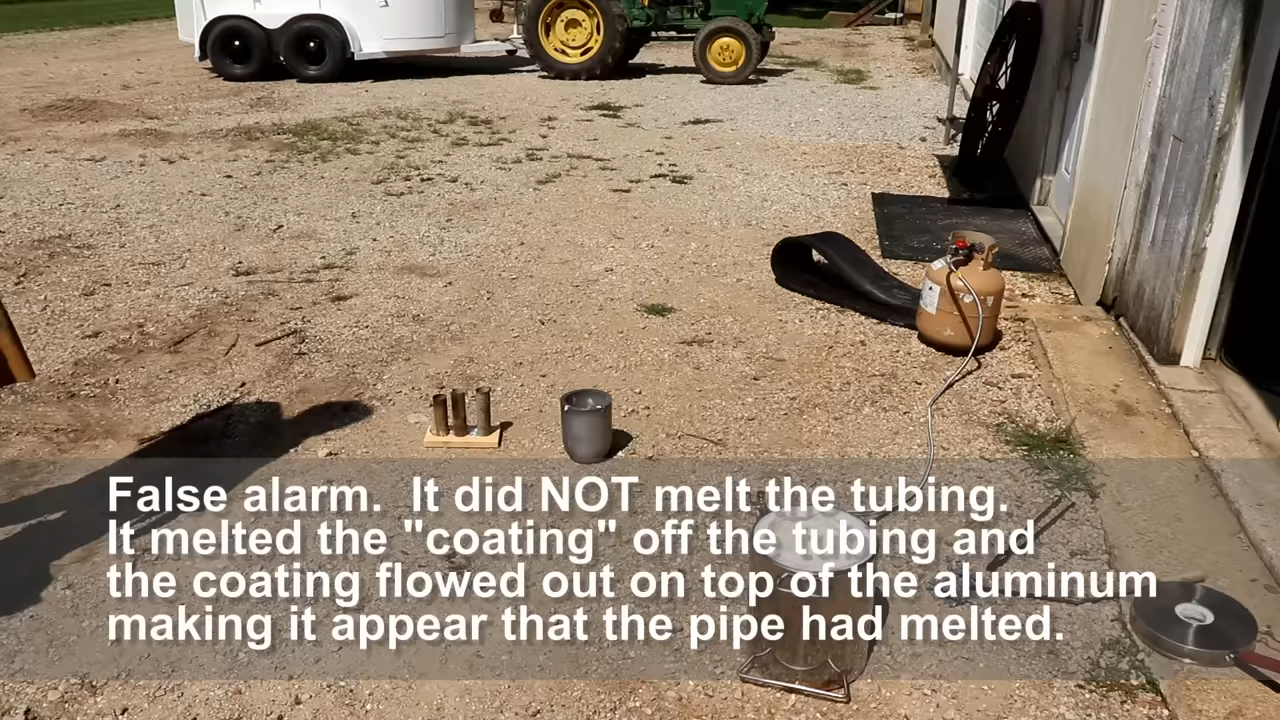 False alarm.  It did NOT melt the tubing.
It melted the "coating" off the tubing and
the coating flowed out on top of the aluminum
making it appear that the pipe had melted.